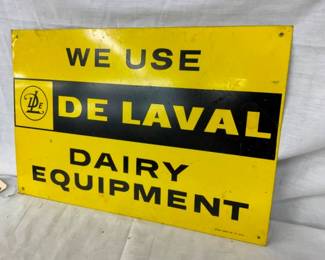 WE USE
DE LAVAL
DAIRY
EQUIPMENT